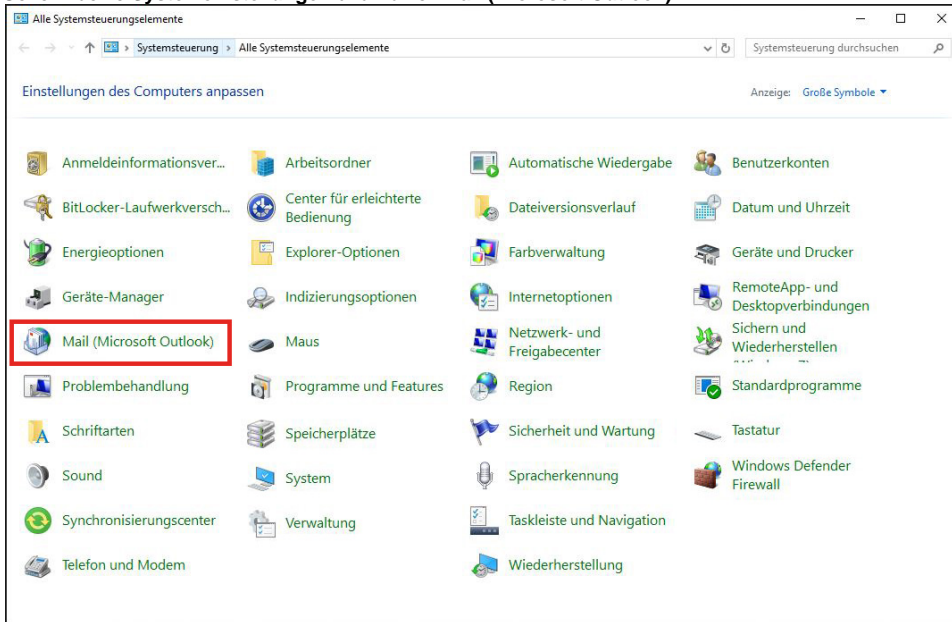 Alle Systemsteuerungselemente
Systemsteuerung > Alle Systemsteuerungselemente
Systemsteuerung durchsuchen
Einstellungen des Computers anpassen
Anzeige: Große Symbole
Anmeldeinformationsver...
Arbeitsordner
Automatische Wiedergabe
Benutzerkonten
BitLocker-Laufwerkversch...
Center für erleichterte
Bedienung
Dateiversionsverlauf
Datum und Uhrzeit
Energieoptionen
Explorer-Optionen
Farbverwaltung
Geräte und Drucker
Geräte-Manager
Indizierungsoptionen
Internetoptionen
RemoteApp- und
Desktopverbindungen
Mail (Microsoft Outlook)
Maus
Netzwerk- und
Freigabecenter
Sichern und
Wiederherstellen
Problembehandlung
Programme und Features
Region
Standardprogramme
Schriftarten
Speicherplätze
Sicherheit und Wartung
Tastatur
Sound
System
Spracherkennung
Windows Defender
Firewall
Synchronisierungscenter
Verwaltung
Taskleiste und Navigation
Telefon und Modem
Wiederherstellung